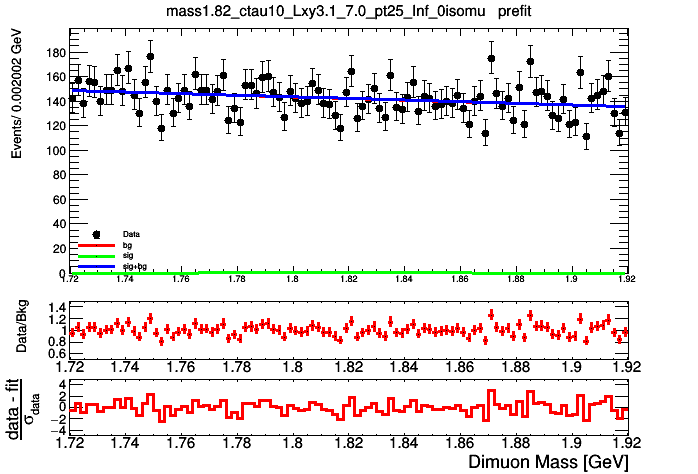 mass1.82_ctau10_Lxy3.1_7.0_pt25_Inf_0isomu prefit
Events/ 0.002002 GeV
180
160
140
120
100
80
60
40
20
0
Data
bg
sig
sig+bg
1.72 1.74 1.76 1.78 1.8 1.82 1.84 1.86 1.88 1.9 1.92
Data/Bkg
1.4
1.2
1
0.8
0.6
1.72 1.74 1.76 1.78 1.8 1.82 1.84 1.86 1.88 1.9 1.92
data - fit
σdata
4
2
0
−2
−4
1.72 1.74 1.76 1.78 1.8 1.82 1.84 1.86 1.88 1.9 1.92
Dimuon Mass [GeV]